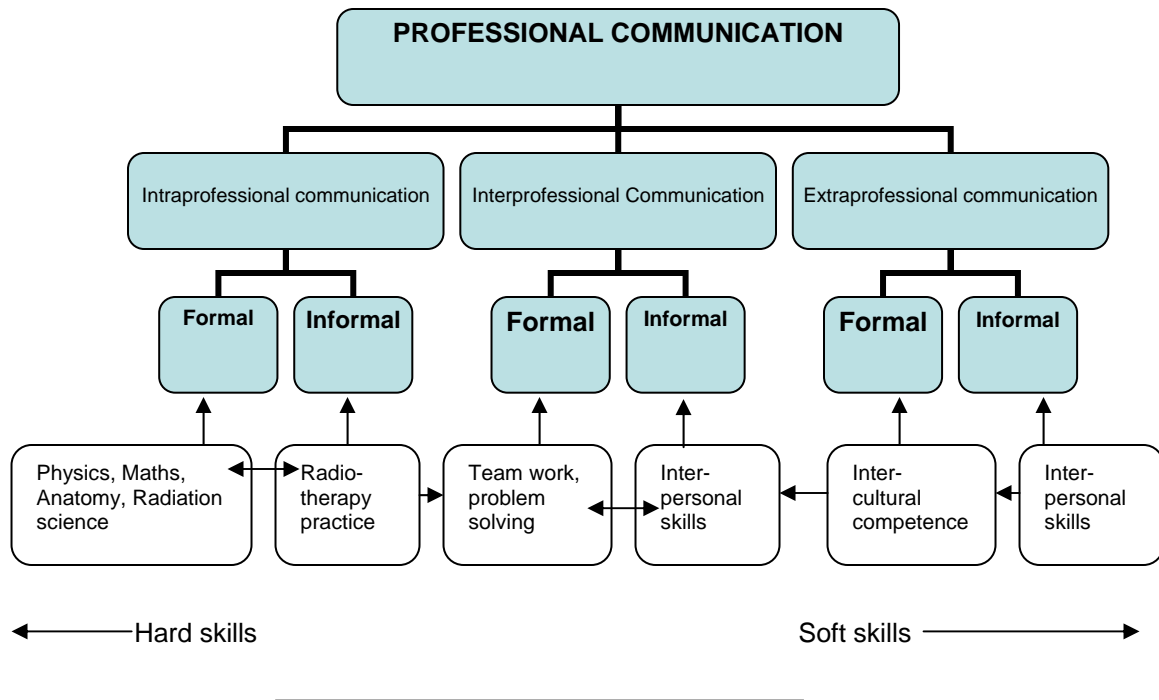 PROFESSIONAL COMMUNICATION
Intraprofessional communication
Interprofessional Communication
Extraprofessional communication
Formal
Informal
Formal
Informal
Formal
Informal
Physics, Maths,
Anatomy, Radiation
science
Radio-
therapy
practice
Team work,
problem
solving
Inter-
personal
skills
Inter-
cultural
competence
Inter-
personal
skills
Hard skills
Soft skills